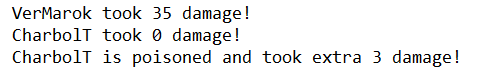 VerMarok took 35 damage!
CharbolT took 0 damage!
CharbolT is poisoned and took extra 3 damage!